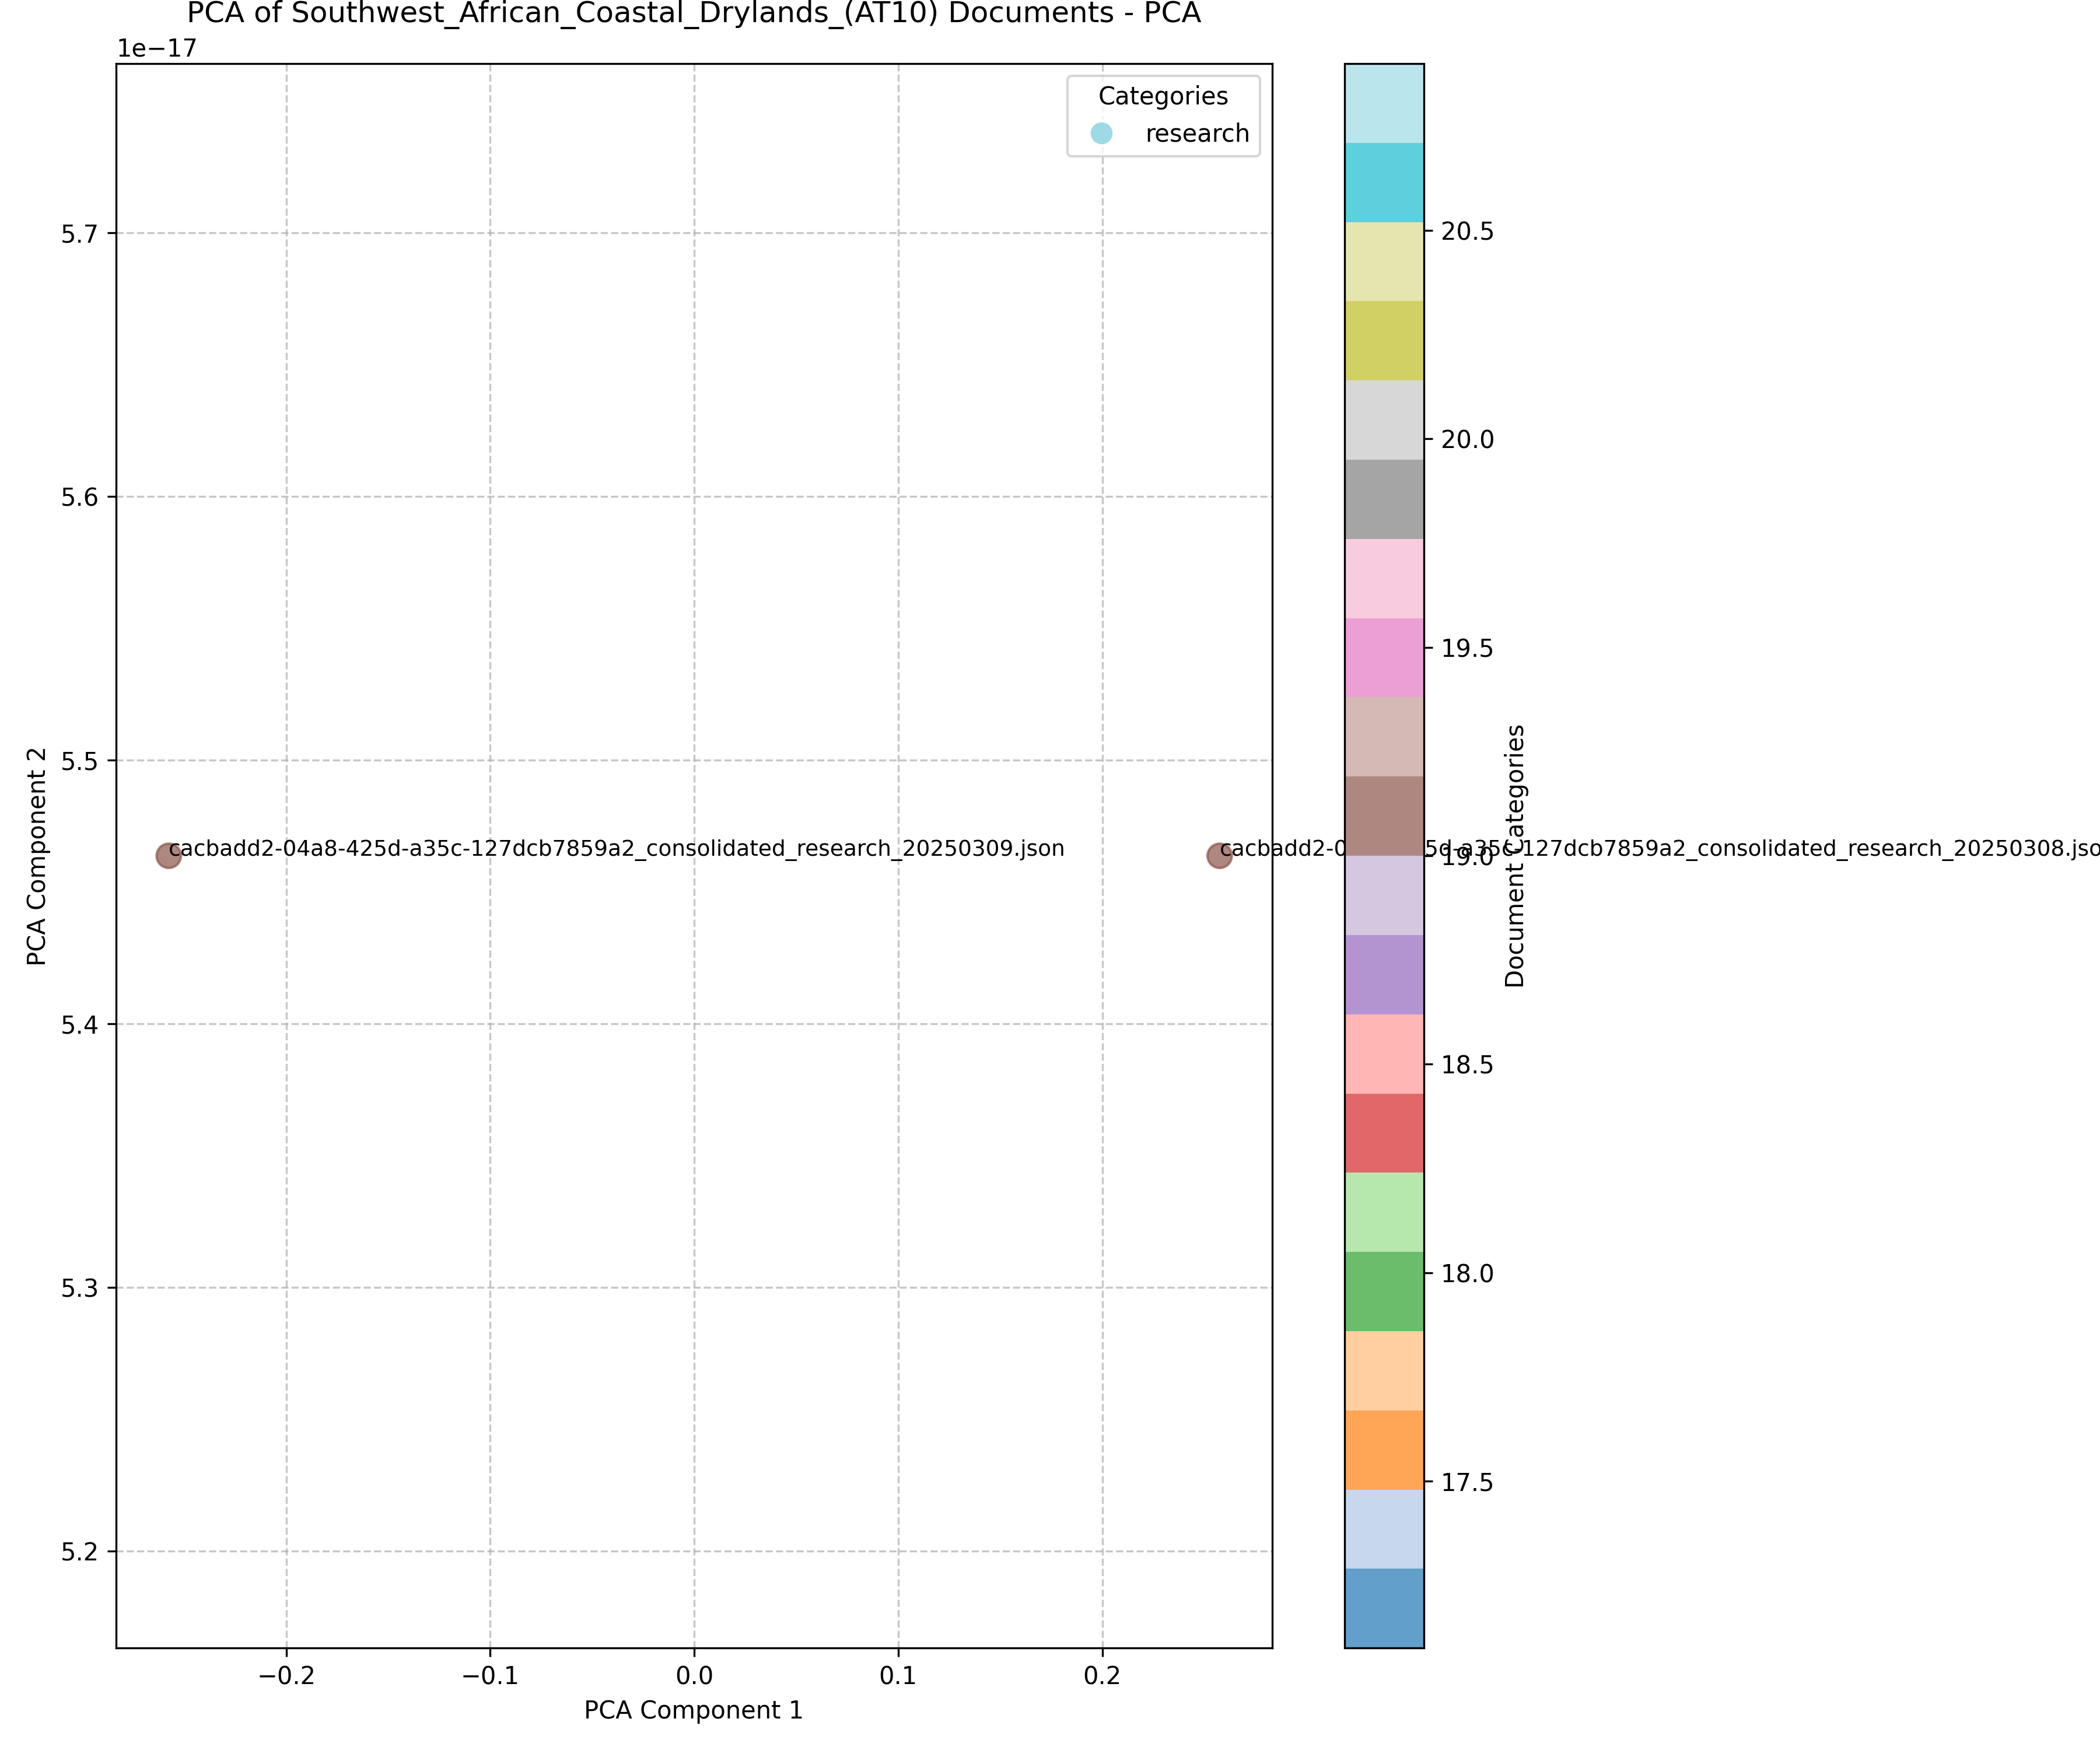 PCA of Southwest_African_Coastal_Drylands_(AT10) Documents - PCA
1e−17
Categories
research
5.7
5.6
5.5
5.4
5.3
5.2
PCA Component 2
cacbadd2-04a8-425d-a35c-127dcb7859a2_consolidated_research_20250309.json
cacbadd2-0 5d-a35c-127dcb7859a2_consolidated_research_20250308.jso
−0.2
−0.1
0.0
0.1
0.2
PCA Component 1
20.5
20.0
19.5
19.0
18.5
18.0
17.5
Document Categories